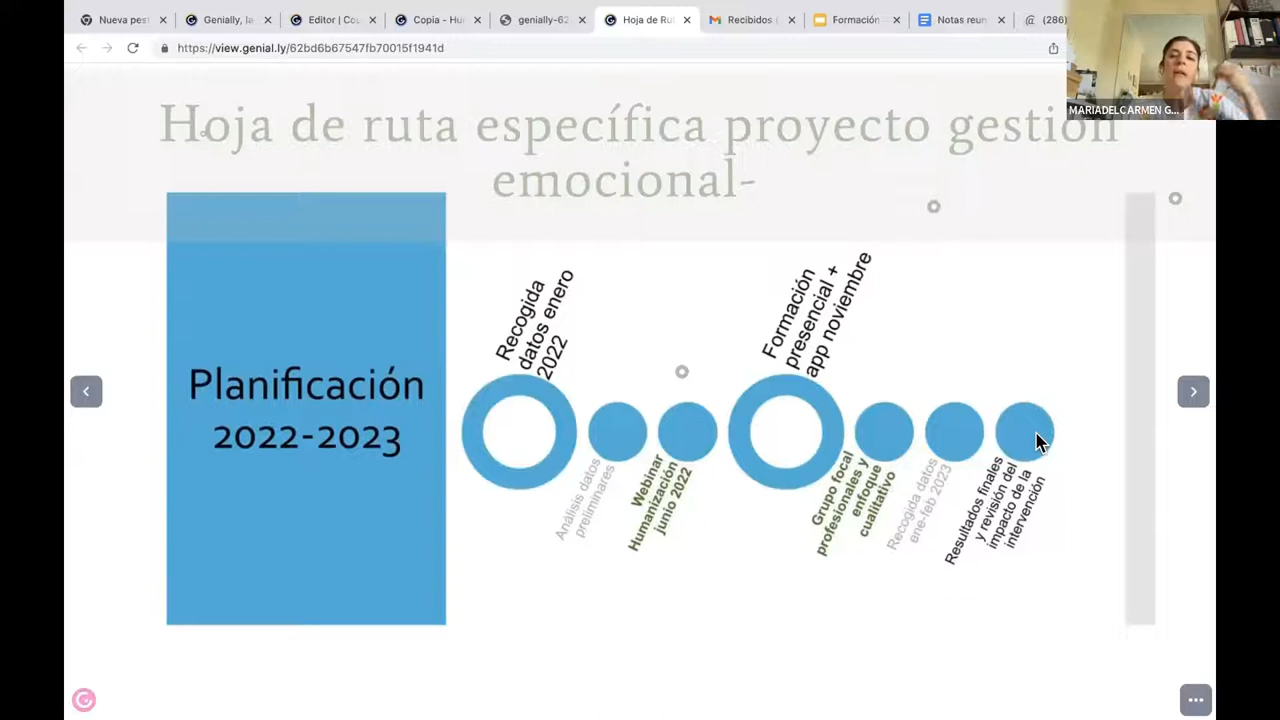 Nueva pes
Genially, la
Editor | Cou
Copia - Hu
genially-62
Hoja de Ru
Recibidos (
Formación
Notas reun
(286)
https://view.genial.ly/62bd6b67547fb70015f1941d
MARIADELCARMEN G...
Hoja de ruta específica proyecto gestión
emocional-
Planificación
2022-2023
Recogida
datos enero
2022
Análisis datos
preliminares
Webinar
Humanización
junio 2022
Formación
presencial +
app noviembre
Grupo focal
profesionales y
enfoque
cualitativo
Recogida datos
ene-feb 2023
Resultados finales
y revisión del
impacto de la
intervención